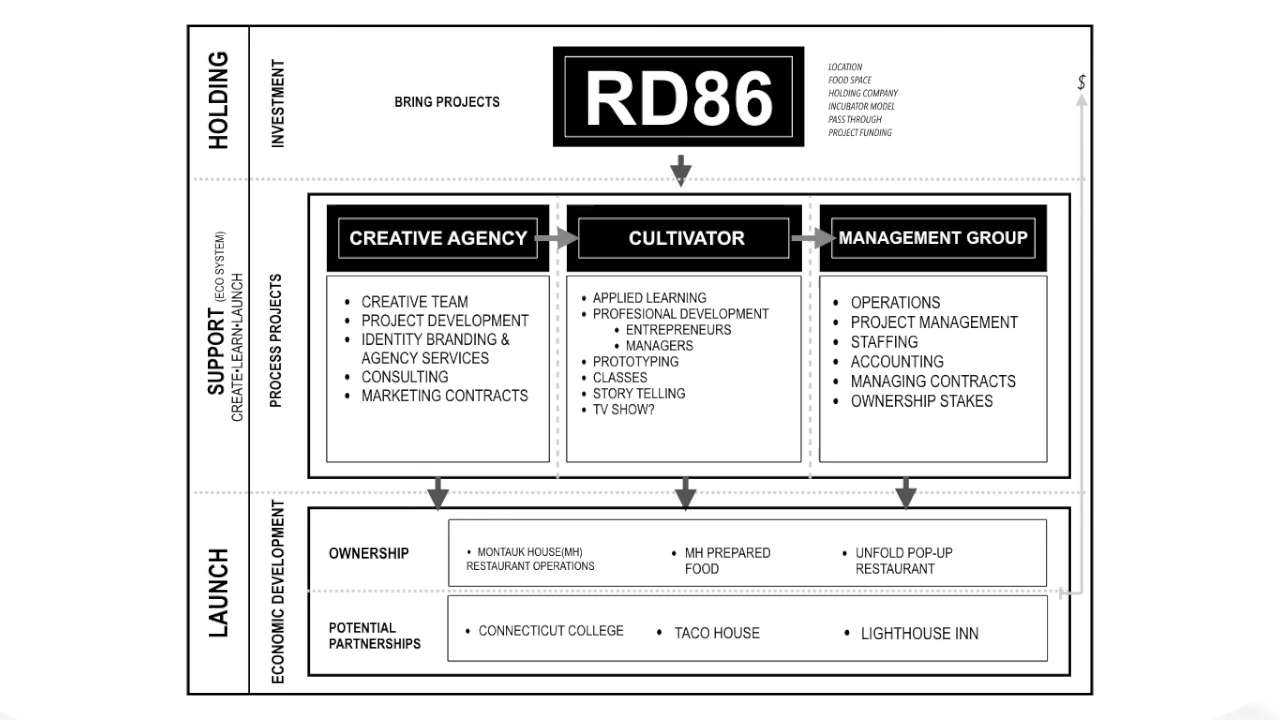 HOLDING
INVESTMENT
BRING PROJECTS
RD86
LOCATION
FOOD SPACE
HOLDING COMPANY
INCUBATOR MODEL
PASS THROUGH
PROJECT FUNDING
$
SUPPORT (ECO SYSTEM)
CREATE•LEARN•LAUNCH
PROCESS PROJECTS
CREATIVE AGENCY
• CREATIVE TEAM
• PROJECT DEVELOPMENT
• IDENTITY BRANDING &
AGENCY SERVICES
• CONSULTING
• MARKETING CONTRACTS
CULTIVATOR
• APPLIED LEARNING
• PROFESIONAL DEVELOPMENT
• ENTREPRENEURS
• MANAGERS
• PROTOTYPING
• CLASSES
• STORY TELLING
• TV SHOW?
MANAGEMENT GROUP
• OPERATIONS
• PROJECT MANAGEMENT
• STAFFING
• ACCOUNTING
• MANAGING CONTRACTS
• OWNERSHIP STAKES
LAUNCH
ECONOMIC DEVELOPMENT
OWNERSHIP
• MONTAUK HOUSE(MH)
RESTAURANT OPERATIONS
• MH PREPARED
FOOD
• UNFOLD POP-UP
RESTAURANT
POTENTIAL
PARTNERSHIPS
• CONNECTICUT COLLEGE
• TACO HOUSE
• LIGHTHOUSE INN